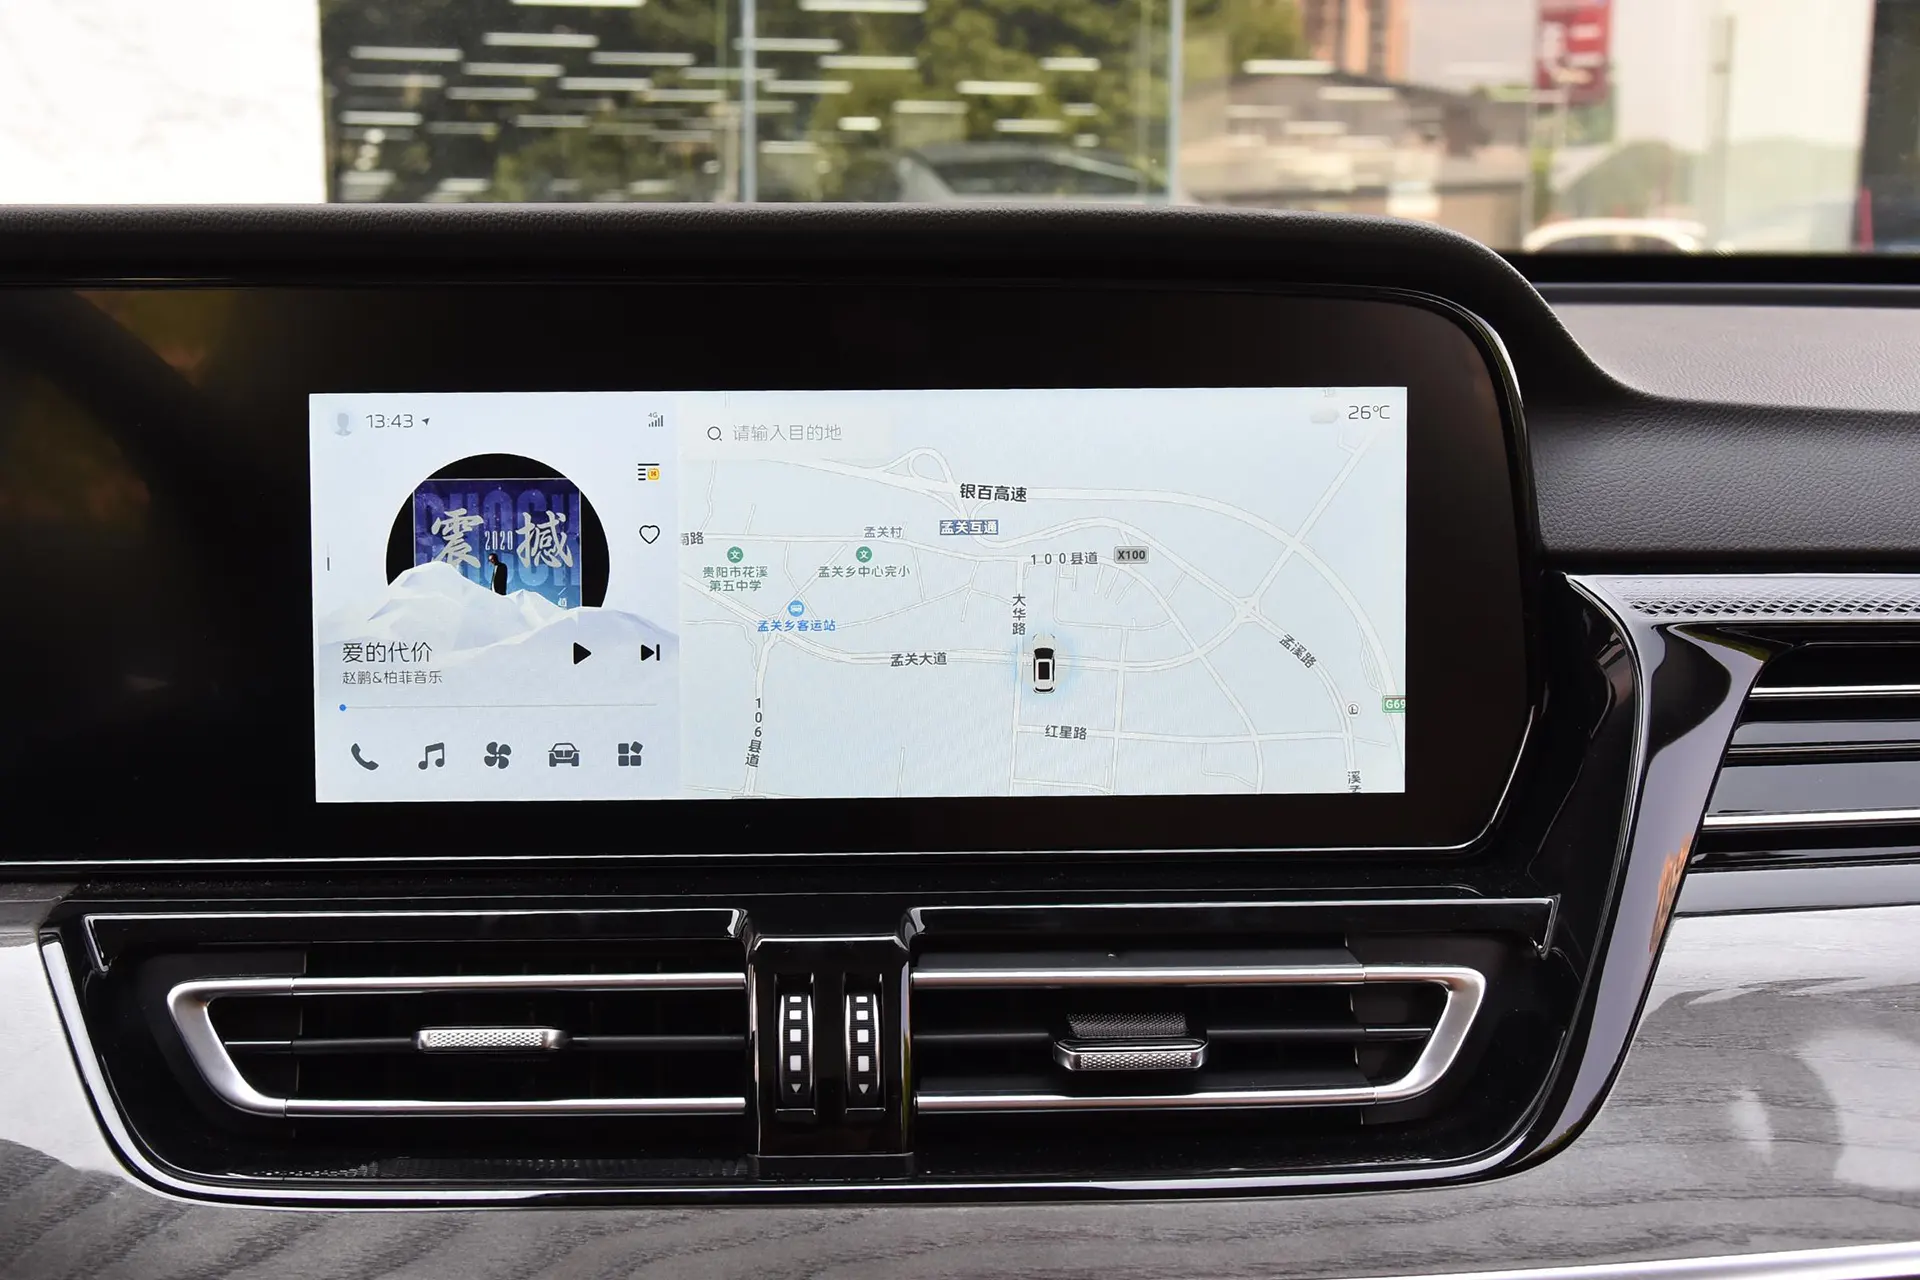 13:43
4G
震撼
2020
爱的代价
赵鹏&柏菲音乐
请输入目的地
26°C
银百高速
孟关互通
孟关村
南路
100县道
X100
贵阳市花溪
第五中学
孟关乡中心完小
孟关乡客运站
大华路
孟关大道
孟溪路
106县道
红星路
G69
溪